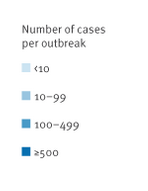 Number of cases
per outbreak
<10
10–99
100–499
≥500